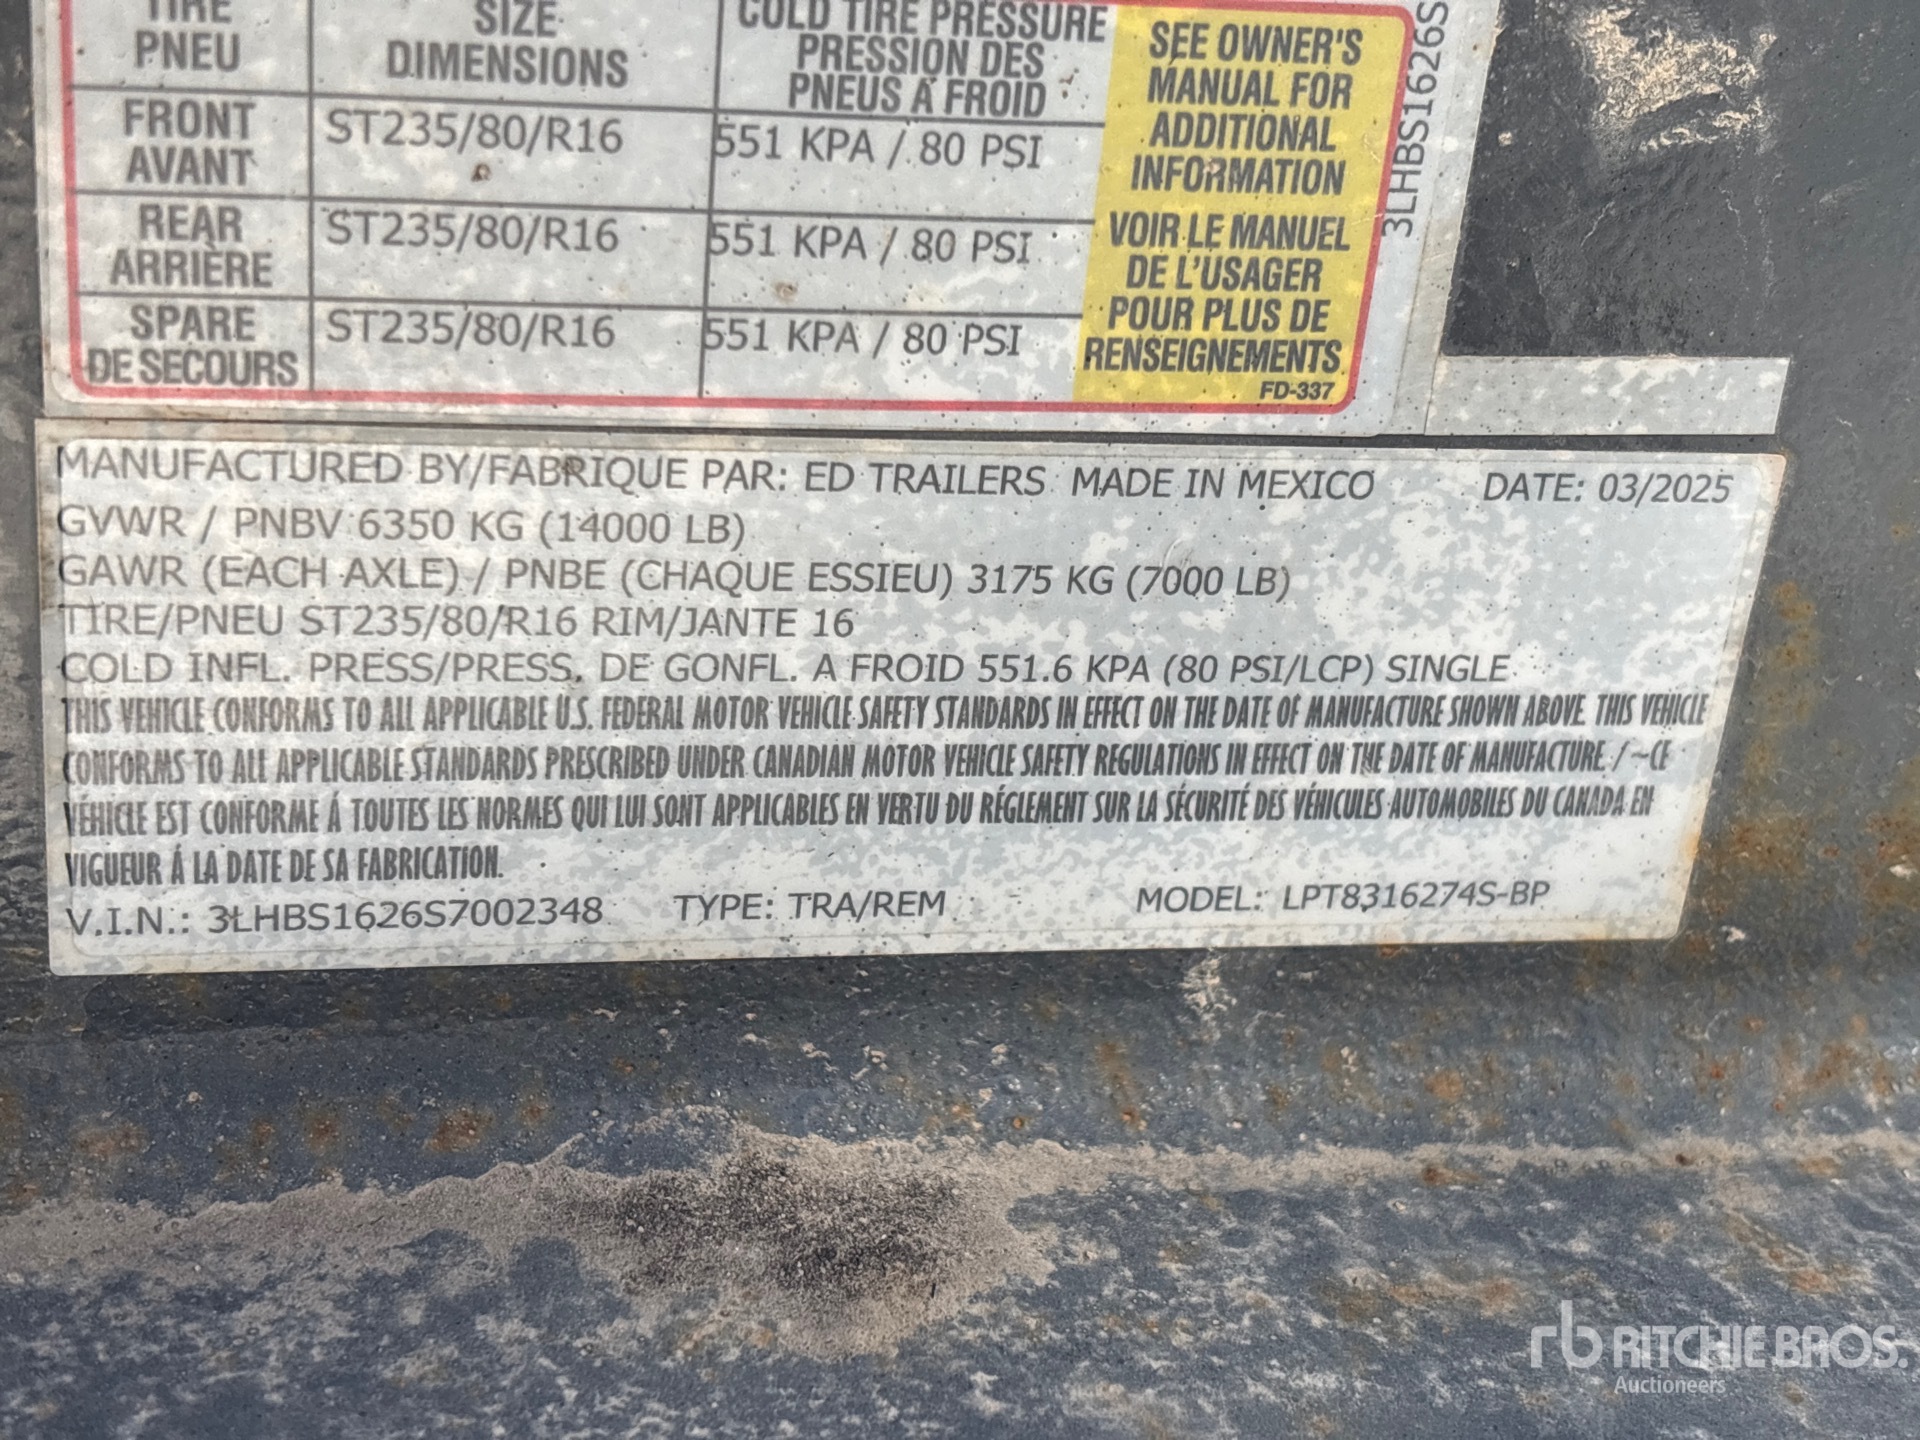 TIRE
PNEU
SIZE
DIMENSIONS
COLD TIRE PRESSURE
PRESSION DES
PNEUS À FROID
FRONT
AVANT
ST235/80/R16
551 KPA / 80 PSI
REAR
ARRIÈRE
ST235/80/R16
551 KPA / 80 PSI
SPARE
DE SECOURS
ST235/80/R16
551 KPA / 80 PSI
SEE OWNER'S
MANUAL FOR
ADDITIONAL
INFORMATION
VOIR LE MANUEL
DE L'USAGER
POUR PLUS DE
RENSEIGNEMENTS
FD-337
3LHBS1626S
MANUFACTURED BY/FABRIQUE PAR: ED TRAILERS MADE IN MEXICO DATE: 03/2025
GVWR / PNBV 6350 KG (14000 LB)
GAWR (EACH AXLE) / PNBE (CHAQUE ESSIEU) 3175 KG (7000 LB)
TIRE/PNEU ST235/80/R16 RIM/JANTE 16
COLD INFL. PRESS/PRESS. DE GONFL. A FROID 551.6 KPA (80 PSI/LCP) SINGLE
THIS VEHICLE CONFORMS TO ALL APPLICABLE U.S. FEDERAL MOTOR VEHICLE SAFETY STANDARDS IN EFFECT ON THE DATE OF MANUFACTURE SHOWN ABOVE. THIS VEHICLE
CONFORMS TO ALL APPLICABLE STANDARDS PRESCRIBED UNDER CANADIAN MOTOR VEHICLE SAFETY REGULATIONS IN EFFECT ON THE DATE OF MANUFACTURE. / ~CE
VÉHICLE EST CONFORME Á TOUTES LES NORMES QUI LUI SONT APPLICABLES EN VERTU DU RÉGLEMENT SUR LA SÉCURITÉ DES VÉHICULES AUTOMOBILES DU CANADA EN
VIGUEUR Á LA DATE DE SA FABRICATION.
V.I.N.: 3LHBS1626S7002348 TYPE: TRA/REM MODEL: LPT8316274S-BP
rb RITCHIE BROS.
Auctioneers